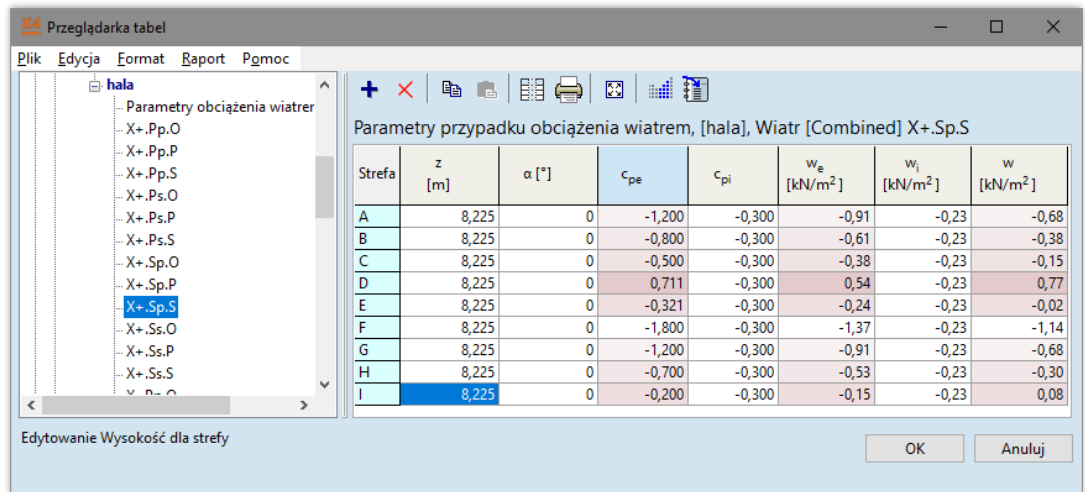 X4 Przeglądarka tabel
Plik Edycja Format Raport Pomoc
hala
Parametry obciążenia wiatrer
X+.Pp.O
X+.Pp.P
X+.Pp.S
X+.Ps.O
X+.Ps.P
X+.Ps.S
X+.Sp.O
X+.Sp.P
X+.Sp.S
X+.Ss.O
X+.Ss.P
X+.Ss.S
Parametry przypadku obciążenia wiatrem, [hala], Wiatr [Combined] X+.Sp.S
Strefa z [m] α [°] cpe cpi we [kN/m²] wi [kN/m²] w [kN/m²]
A 8,225 0 -1,200 -0,300 -0,91 -0,23 -0,68
B 8,225 0 -0,800 -0,300 -0,61 -0,23 -0,38
C 8,225 0 -0,500 -0,300 -0,38 -0,23 -0,15
D 8,225 0 0,711 -0,300 0,54 -0,23 0,77
E 8,225 0 -0,321 -0,300 -0,24 -0,23 -0,02
F 8,225 0 -1,800 -0,300 -1,37 -0,23 -1,14
G 8,225 0 -1,200 -0,300 -0,91 -0,23 -0,68
H 8,225 0 -0,700 -0,300 -0,53 -0,23 -0,30
I 8,225 0 -0,200 -0,300 -0,15 -0,23 0,08
Edytowanie Wysokość dla strefy
OK Anuluj